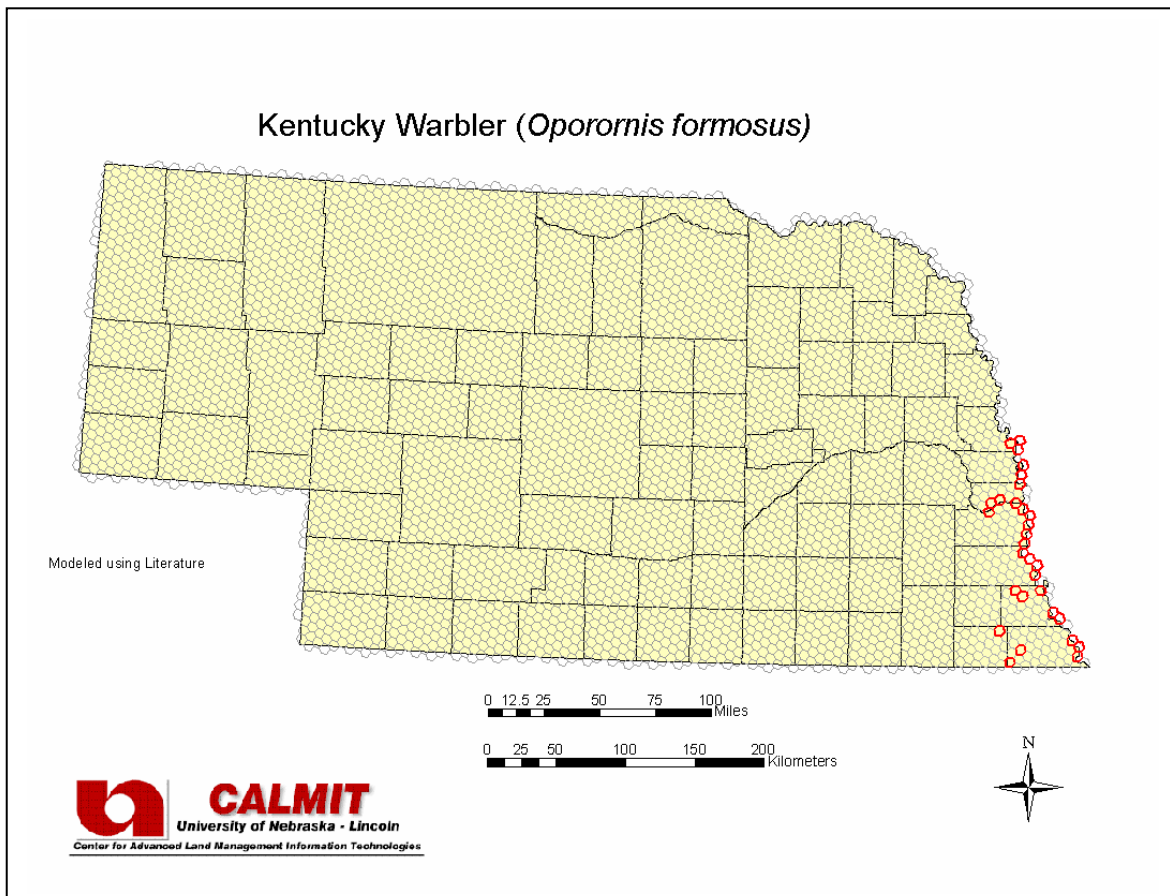 Kentucky Warbler (Oporornis formosus)
Modeled using Literature
0 12.5 25 50 75 100
Miles
0 25 50 100 150 200
Kilometers
N
CALMIT
University of Nebraska - Lincoln
Center for Advanced Land Management Information Technologies